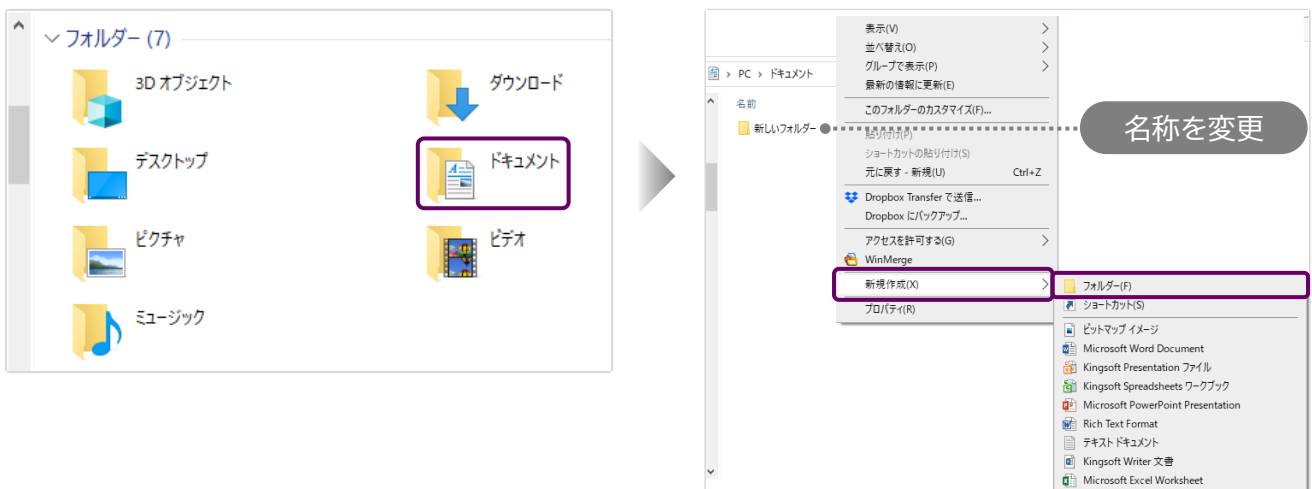 フォルダー (7)
3D オブジェクト
ダウンロード
デスクトップ
ドキュメント
ピクチャ
ビデオ
ミュージック
PC › ドキュメント
名前
新しいフォルダー
名称を変更
表示(V)
並べ替え(O)
グループで表示(P)
最新の情報に更新(E)
このフォルダーのカスタマイズ(F)...
貼り付け(P)
ショートカットの貼り付け(S)
元に戻す - 新規(U) Ctrl+Z
Dropbox Transfer で送信...
Dropbox にバックアップ...
アクセスを許可する(G)
WinMerge
新規作成(X)
プロパティ(R)
フォルダー(F)
ショートカット(S)
ビットマップ イメージ
Microsoft Word Document
Kingsoft Presentation ファイル
Kingsoft Spreadsheets ワークブック
Microsoft PowerPoint Presentation
Rich Text Format
テキスト ドキュメント
Kingsoft Writer 文書
Microsoft Excel Worksheet